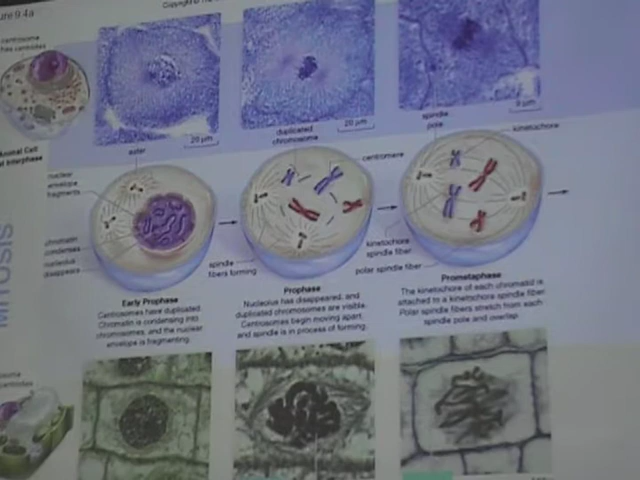 ure 9.4a
Copyright
centrosome
has centrioles
20 μm
20 μm
9 μm
duplicated
chromosome
spindle
pole
kinetochore
Animal Cell
at Interphase
aster
centromere
nuclear
envelope
fragments
chromatin
condenses
nucleolus
disappears
spindle
fibers forming
kinetochore
spindle fiber
polar spindle fiber
MITOSIS
Early Prophase
Centrosomes have duplicated.
Chromatin is condensing into
chromosomes, and the nuclear
envelope is fragmenting.
Prophase
Nucleolus has disappeared, and
duplicated chromosomes are visible.
Centrosomes begin moving apart,
and spindle is in process of forming.
Prometaphase
The kinetochore of each chromatid is
attached to a kinetochore spindle fiber.
Polar spindle fibers stretch from each
spindle pole and overlap.
centrioles